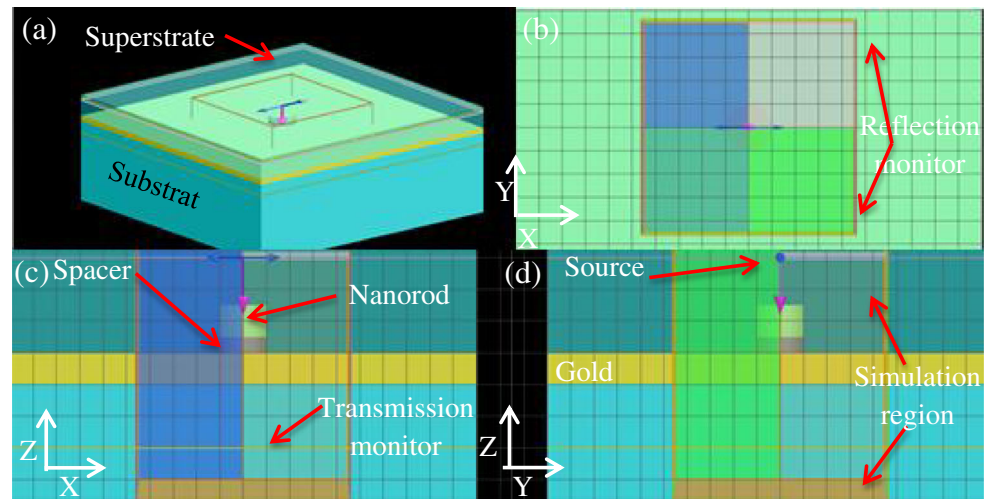 (a)
Superstrate
Substrat
(b)
Reflection
monitor
Y
X
(c)
Spacer
Nanorod
Transmission
monitor
Z
X
(d)
Source
Gold
Simulation
region
Z
Y